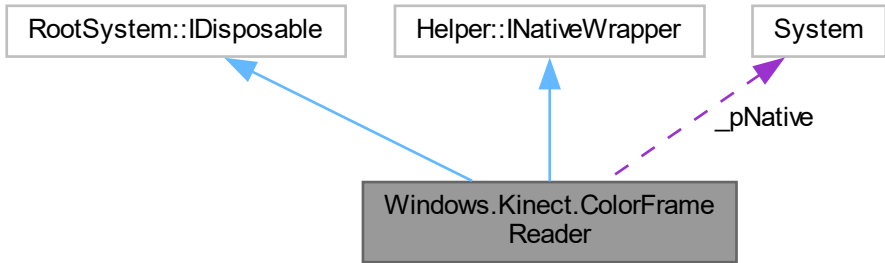 RootSystem::IDisposable
Helper::INativeWrapper
System
_pNative
Windows.Kinect.ColorFrame
Reader